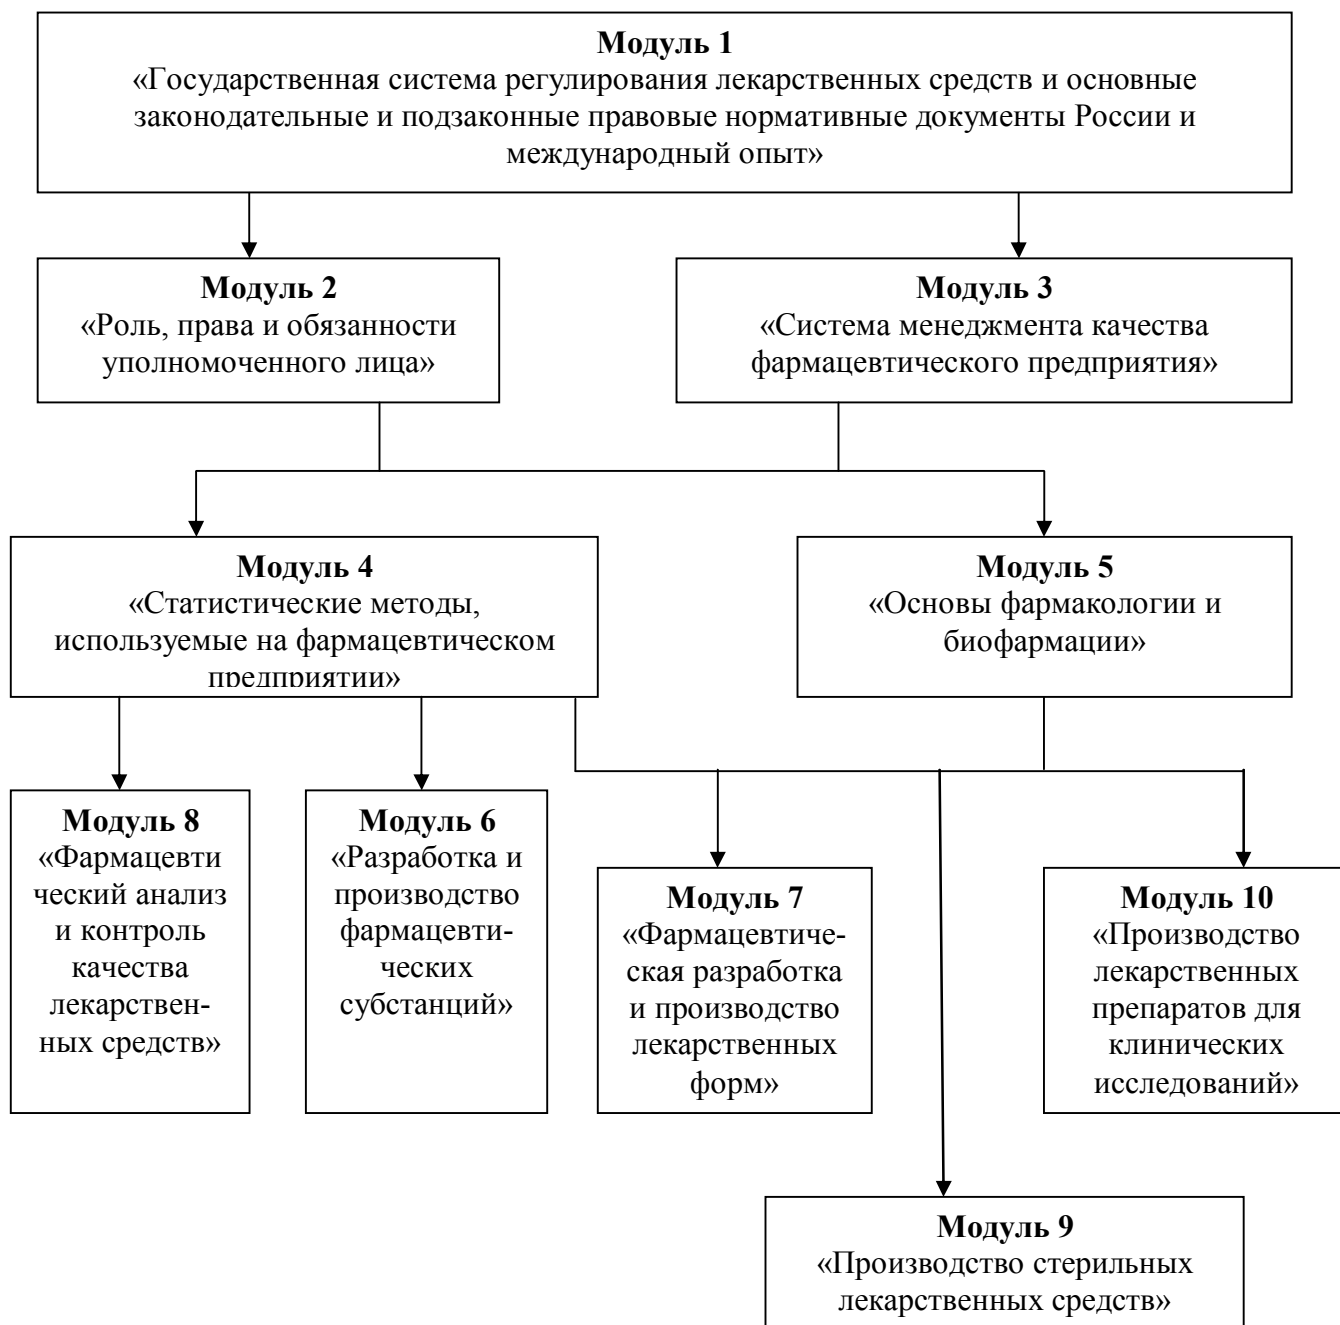 Модуль 1
«Государственная система регулирования лекарственных средств и основные
законодательные и подзаконные правовые нормативные документы России и
международный опыт»
Модуль 2
«Роль, права и обязанности
уполномоченного лица»
Модуль 3
«Система менеджмента качества
фармацевтического предприятия»
Модуль 4
«Статистические методы,
используемые на фармацевтическом
предприятии»
Модуль 5
«Основы фармакологии и
биофармации»
Модуль 8
«Фармацевти
ческий анализ
и контроль
качества
лекарствен-
ных средств»
Модуль 6
«Разработка и
производство
фармацевти-
ческих
субстанций»
Модуль 7
«Фармацевтиче-
ская разработка
и производство
лекарственных
форм»
Модуль 10
«Производство
лекарственных
препаратов для
клинических
исследований»
Модуль 9
«Производство стерильных
лекарственных средств»